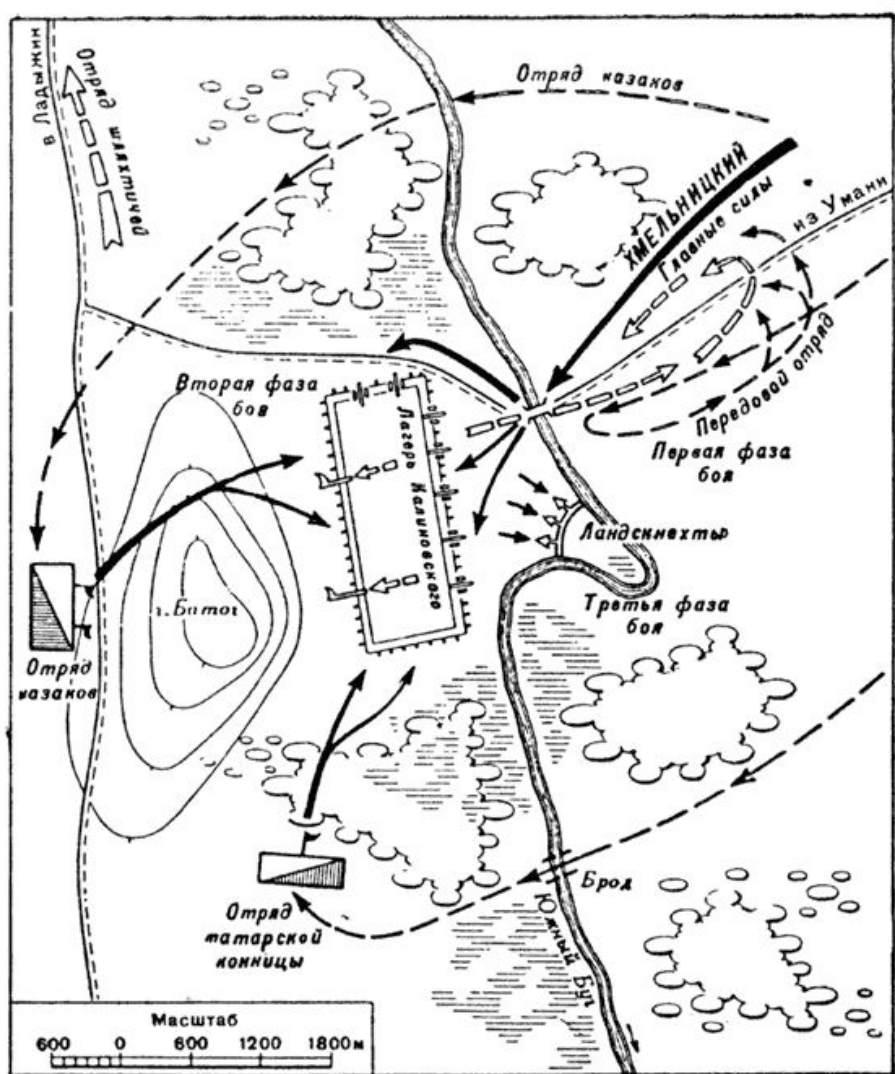 в Ладыжин
Отряд шляхтичей
Отряд казаков
ХМЕЛЬНИЦКИЙ
Главные силы
из Умани
Передовой отряд
Первая фаза
боя
Вторая фаза
боя
Лагерь Калиновского
Ландскнехты
Третья фаза
боя
г. Батог
Отряд
казаков
Отряд
татарской
конницы
Брод
Южный Буг
Масштаб
600 0 600 1200 1800 м